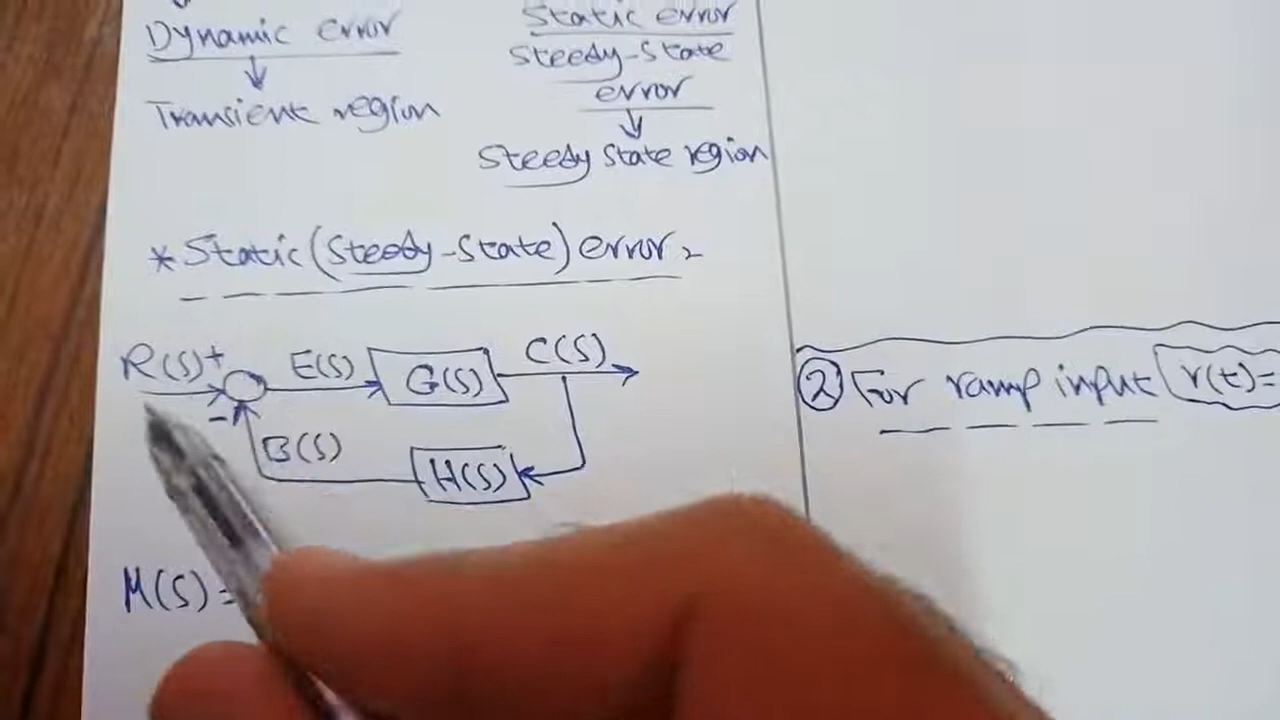 Dynamic error
Transient region
Static error
Steady-State
error
Steady State region
* Static (Steady-State) error:
R(S) + E(S) G(S) C(S)
- B(S) H(S)
M(S) =
② For ramp input r(t) =